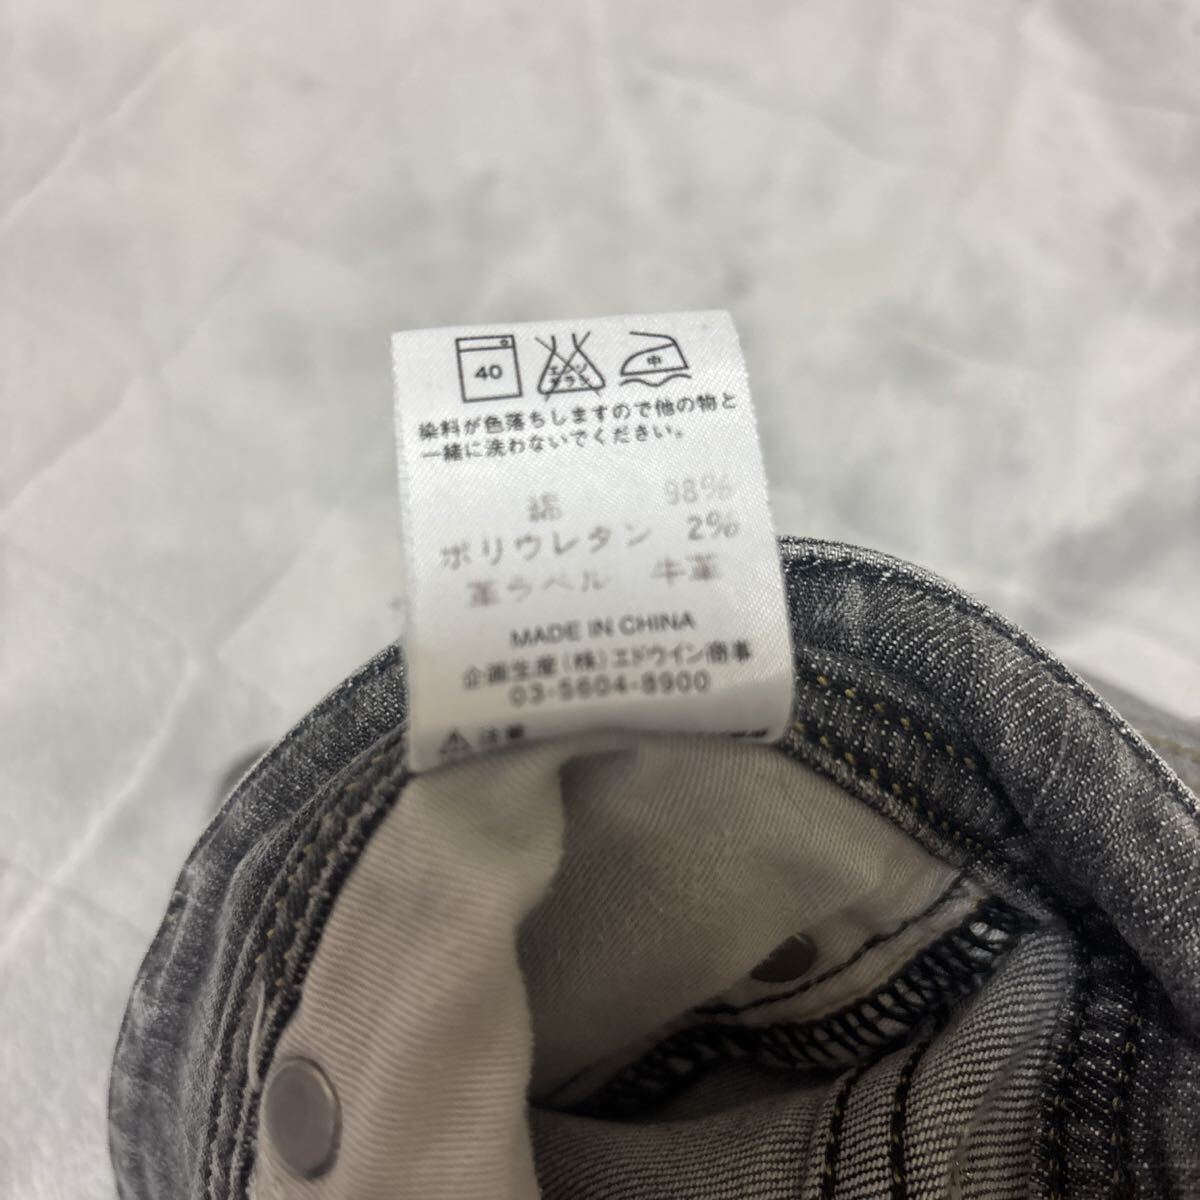 40
エンソ
サラシ
中
染料が色落ちしますので他の物と
一緒に洗わないでください。
綿 98%
ポリウレタン 2%
革ラベル 牛革
MADE IN CHINA
企画生産(株)エドウイン商事
03-5604-8900
⚠注意